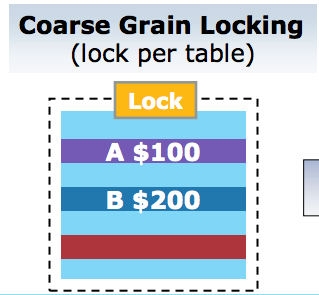 Coarse Grain Locking
(lock per table)
Lock
A $100
B $200